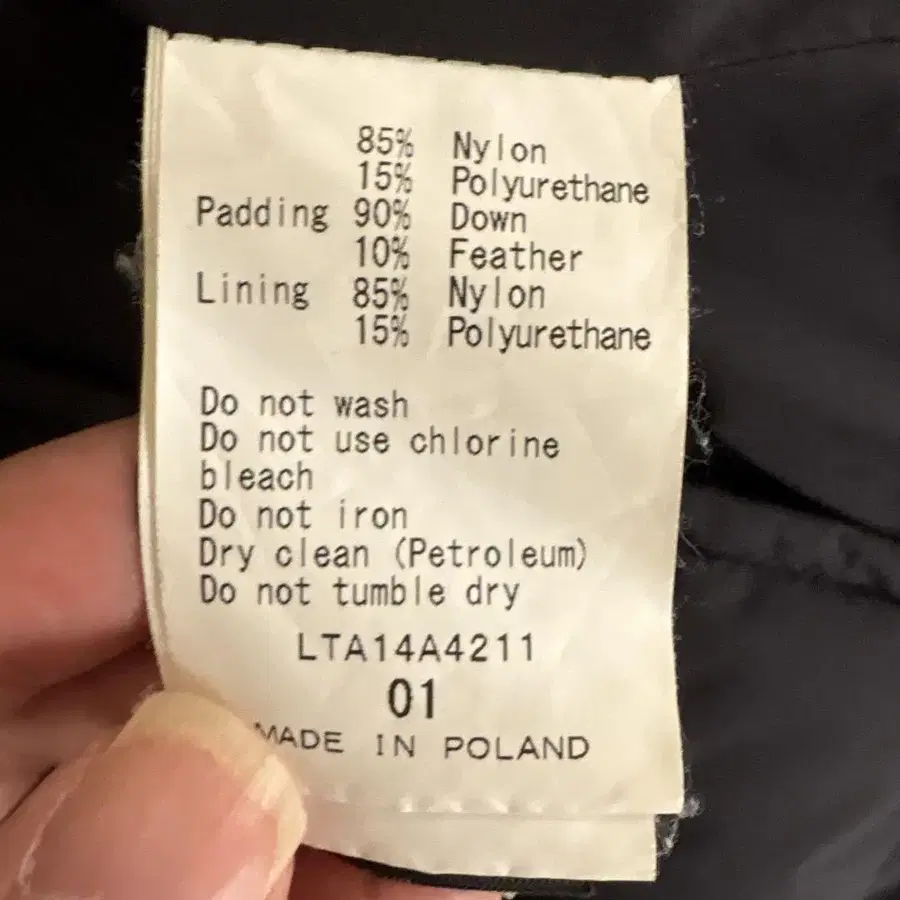 85% Nylon
15% Polyurethane
Padding 90% Down
10% Feather
Lining 85% Nylon
15% Polyurethane
Do not wash
Do not use chlorine
bleach
Do not iron
Dry clean (Petroleum)
Do not tumble dry
LTA14A4211
01
MADE IN POLAND